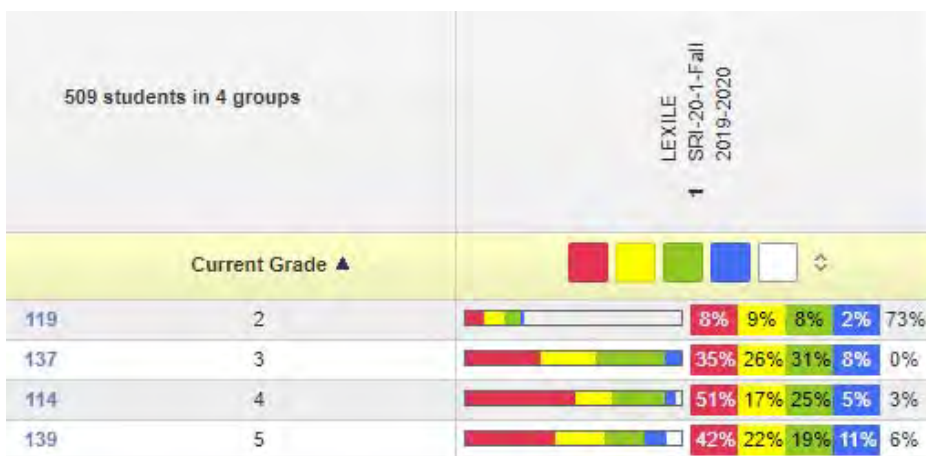 509 students in 4 groups
LEXILE
SRI-20-1-Fall
2019-2020
1
Current Grade ▲
119 2 8% 9% 8% 2% 73%
137 3 35% 26% 31% 8% 0%
114 4 51% 17% 25% 5% 3%
139 5 42% 22% 19% 11% 6%